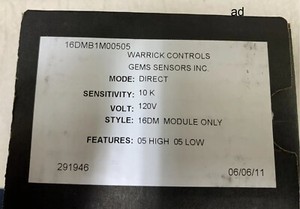 ad
16DMB1M00505
WARRICK CONTROLS
GEMS SENSORS INC.
MODE: DIRECT
SENSITIVITY: 10 K
VOLT: 120V
STYLE: 16DM MODULE ONLY
FEATURES: 05 HIGH 05 LOW
291946 06/06/11